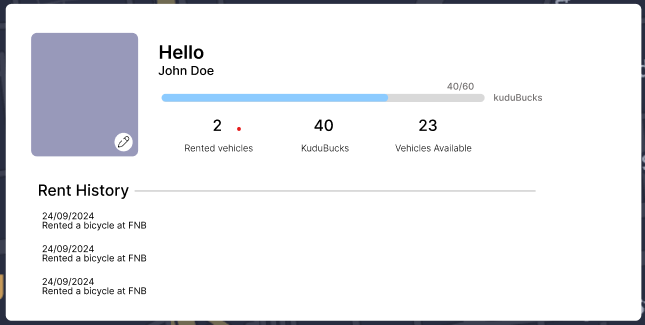 Hello
John Doe
40/60
kuduBucks
2 40 23
Rented vehicles KuduBucks Vehicles Available
Rent History
24/09/2024
Rented a bicycle at FNB
24/09/2024
Rented a bicycle at FNB
24/09/2024
Rented a bicycle at FNB